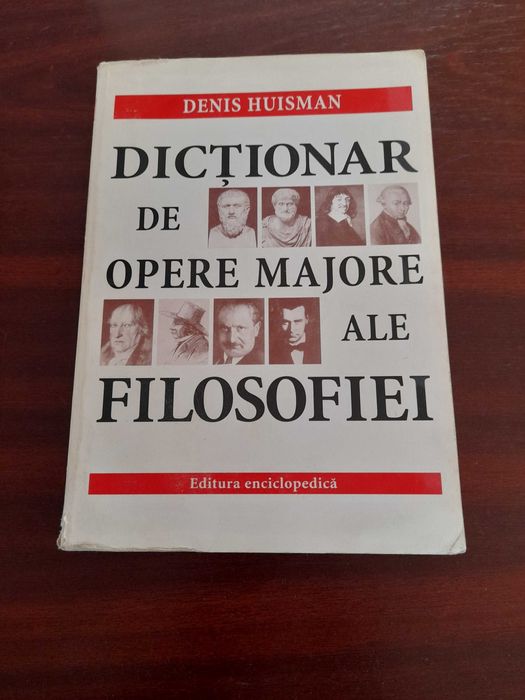 DENIS HUISMAN
DICȚIONAR
DE
OPERE MAJORE
ALE
FILOSOFIEI
Editura enciclopedică